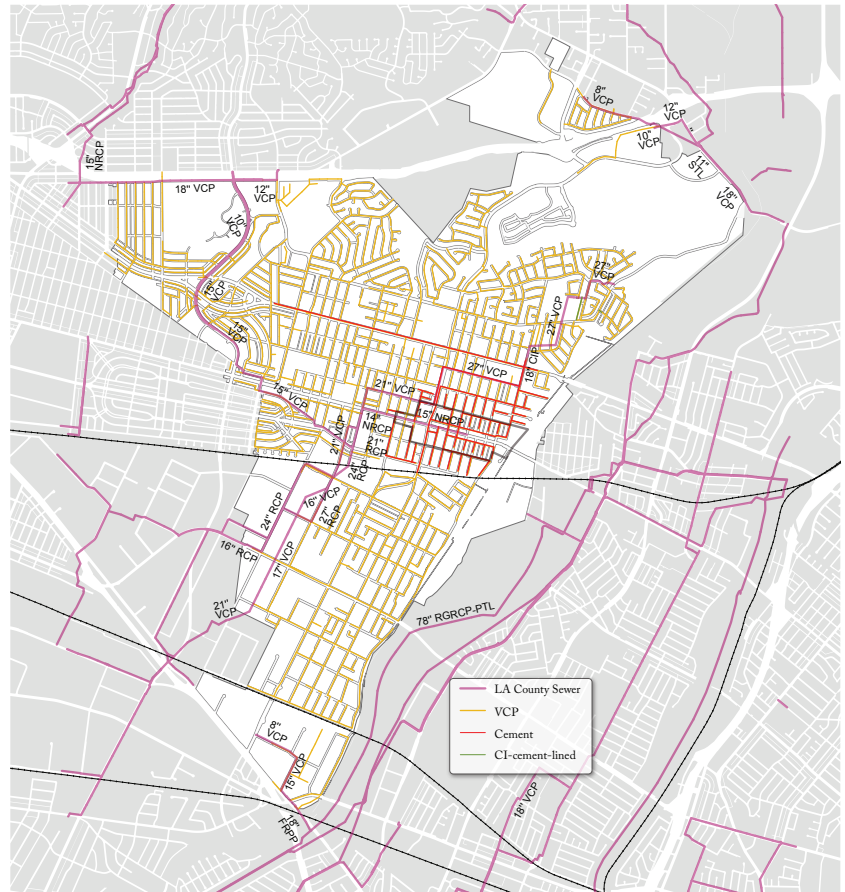 8"
VCP
12"
VCP
"
10"
VCP
15"
NRCP
11"
STL
18"
VCP
18" VCP
12"
VCP
10"
VCP
27"
VCP
15"
VCP
27" VCP
15"
VCP
18" CIP
27" VCP
15" VCP
21" VCP
14"
NRCP
15" NRCP
21" VCP
21"
RCP
24"
RCP
16" VCP
27"
RCP
24" RCP
16" RCP
17" VCP
21"
VCP
78" RGRCP-PTL
LA County Sewer
VCP
Cement
CI-cement-lined
8"
VCP
15" VCP
18"
FRPP
18" VCP